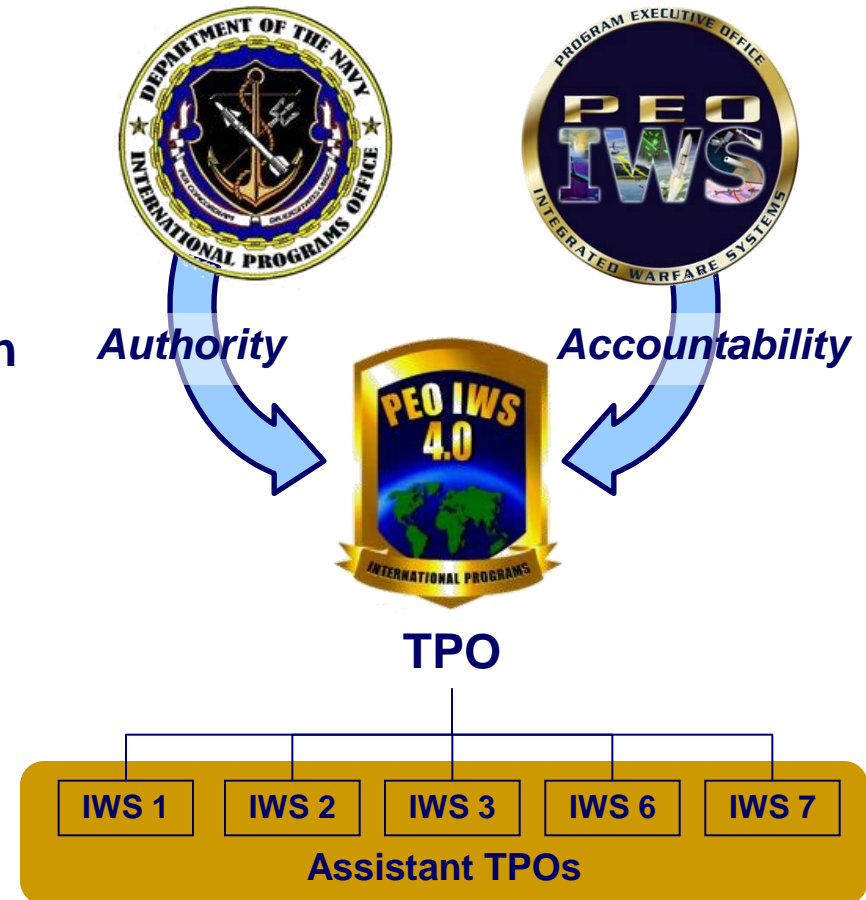 DEPARTMENT OF THE NAVY
INTERNATIONAL PROGRAMS OFFICE
PROGRAM EXECUTIVE OFFICE
PEO
IWS
INTEGRATED WARFARE SYSTEMS
n
Authority
Accountability
PEO IWS
4.0
INTERNATIONAL PROGRAMS
TPO
IWS 1
IWS 2
IWS 3
IWS 6
IWS 7
Assistant TPOs